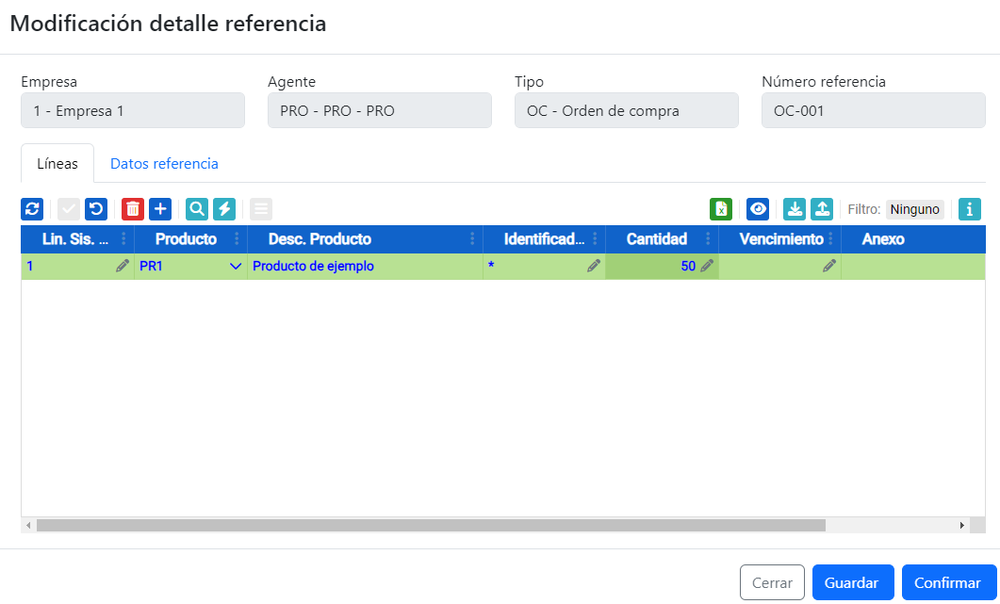 Modificación detalle referencia
Empresa Agente Tipo Número referencia
1 - Empresa 1 PRO - PRO - PRO OC - Orden de compra OC-001
Líneas Datos referencia
Filtro: Ninguno
Lin. Sis. ... Producto Desc. Producto Identificad... Cantidad Vencimiento Anexo
1 PR1 Producto de ejemplo * 50
Cerrar Guardar Confirmar